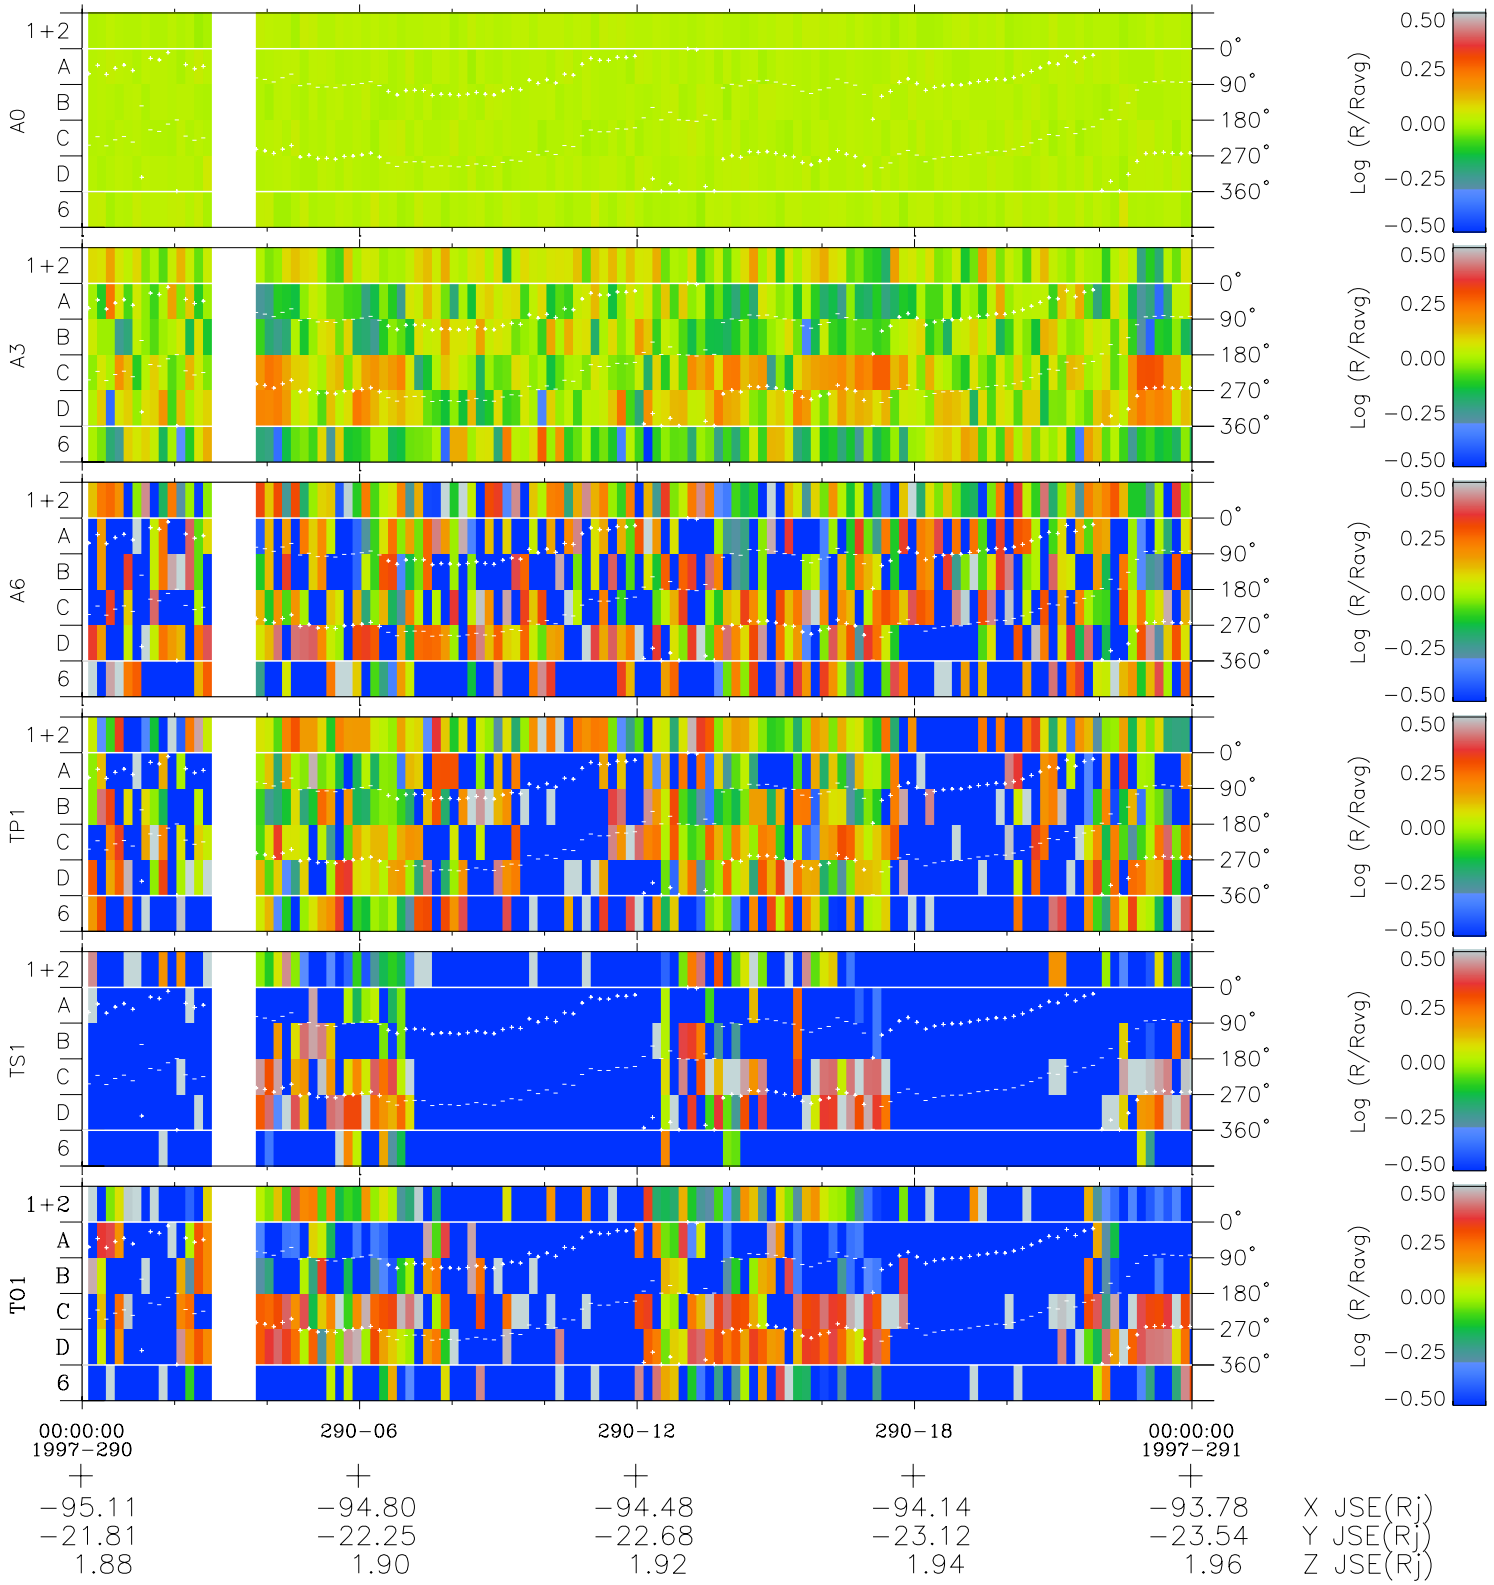 1+2
A
B
C
D
6
A0
0°
90°
180°
270°
360°
Log (R/Ravg)
0.50
0.25
0.00
−0.25
−0.50
1+2
A
B
C
D
6
A3
0°
90°
180°
270°
360°
Log (R/Ravg)
0.50
0.25
0.00
−0.25
−0.50
1+2
A
B
C
D
6
A6
0°
90°
180°
270°
360°
Log (R/Ravg)
0.50
0.25
0.00
−0.25
−0.50
1+2
A
B
C
D
6
TP1
0°
90°
180°
270°
360°
Log (R/Ravg)
0.50
0.25
0.00
−0.25
−0.50
1+2
A
B
C
D
6
TS1
0°
90°
180°
270°
360°
Log (R/Ravg)
0.50
0.25
0.00
−0.25
−0.50
1+2
A
B
C
D
6
TO1
0°
90°
180°
270°
360°
Log (R/Ravg)
0.50
0.25
0.00
−0.25
−0.50
00:00:00 290−06 290−12 290−18 00:00:00
1997−290 1997−291
−95.11 −94.80 −94.48 −94.14 −93.78 X JSE(Rj)
−21.81 −22.25 −22.68 −23.12 −23.54 Y JSE(Rj)
1.88 1.90 1.92 1.94 1.96 Z JSE(Rj)